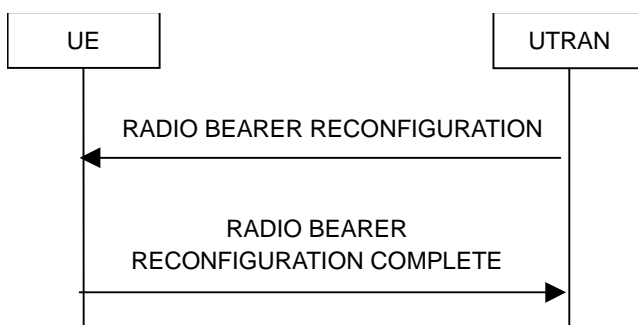 UE
UTRAN
RADIO BEARER RECONFIGURATION
RADIO BEARER
RECONFIGURATION COMPLETE